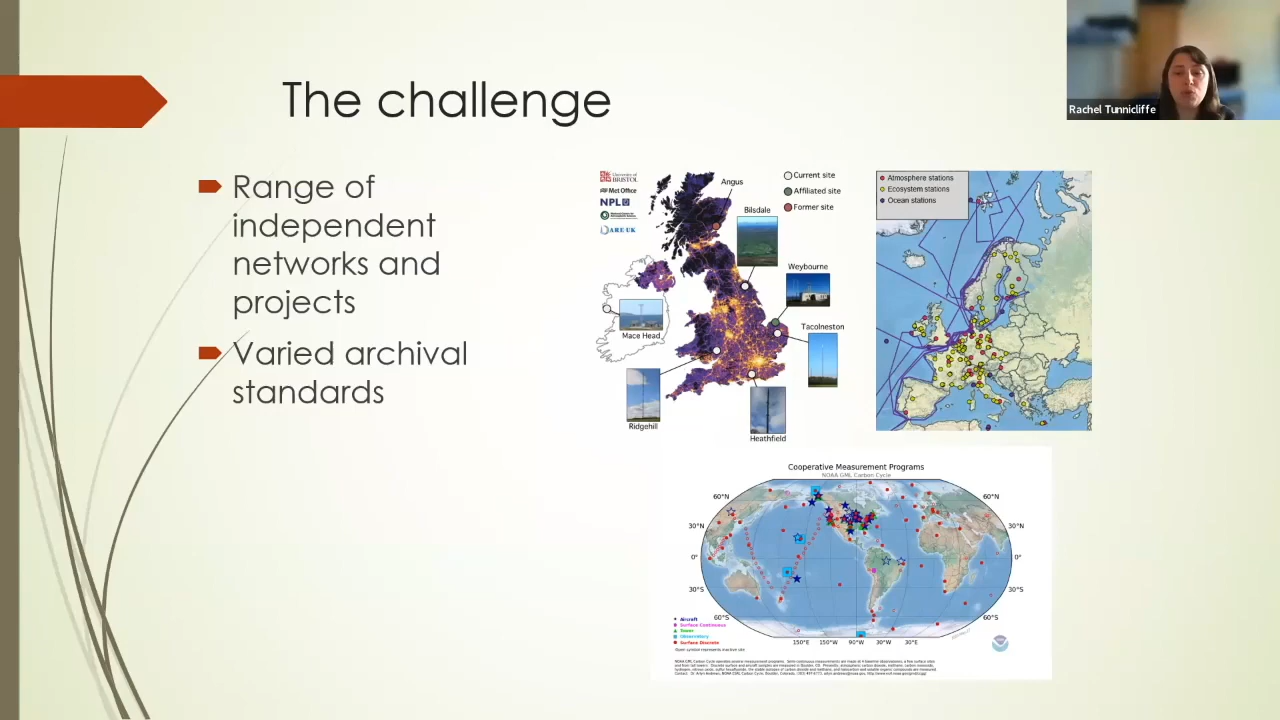 The challenge
Rachel Tunnicliffe
Range of
independent
networks and
projects
Varied archival
standards
University of
BRISTOL
Met Office
NPL
Angus
Bilsdale
Weybourne
Tacolneston
Mace Head
Ridgehill
Heathfield
Current site
Affiliated site
Former site
Atmosphere stations
Ecosystem stations
Ocean stations
Cooperative Measurement Programs
NOAA GML Carbon Cycle
60°N
60°N
30°N
30°N
0°
0°
30°S
30°S
60°S
60°S
150°E
150°W
90°W
30°W
30°E
Aircraft
Surface Continuous
Tower
Observatory
Surface Discrete